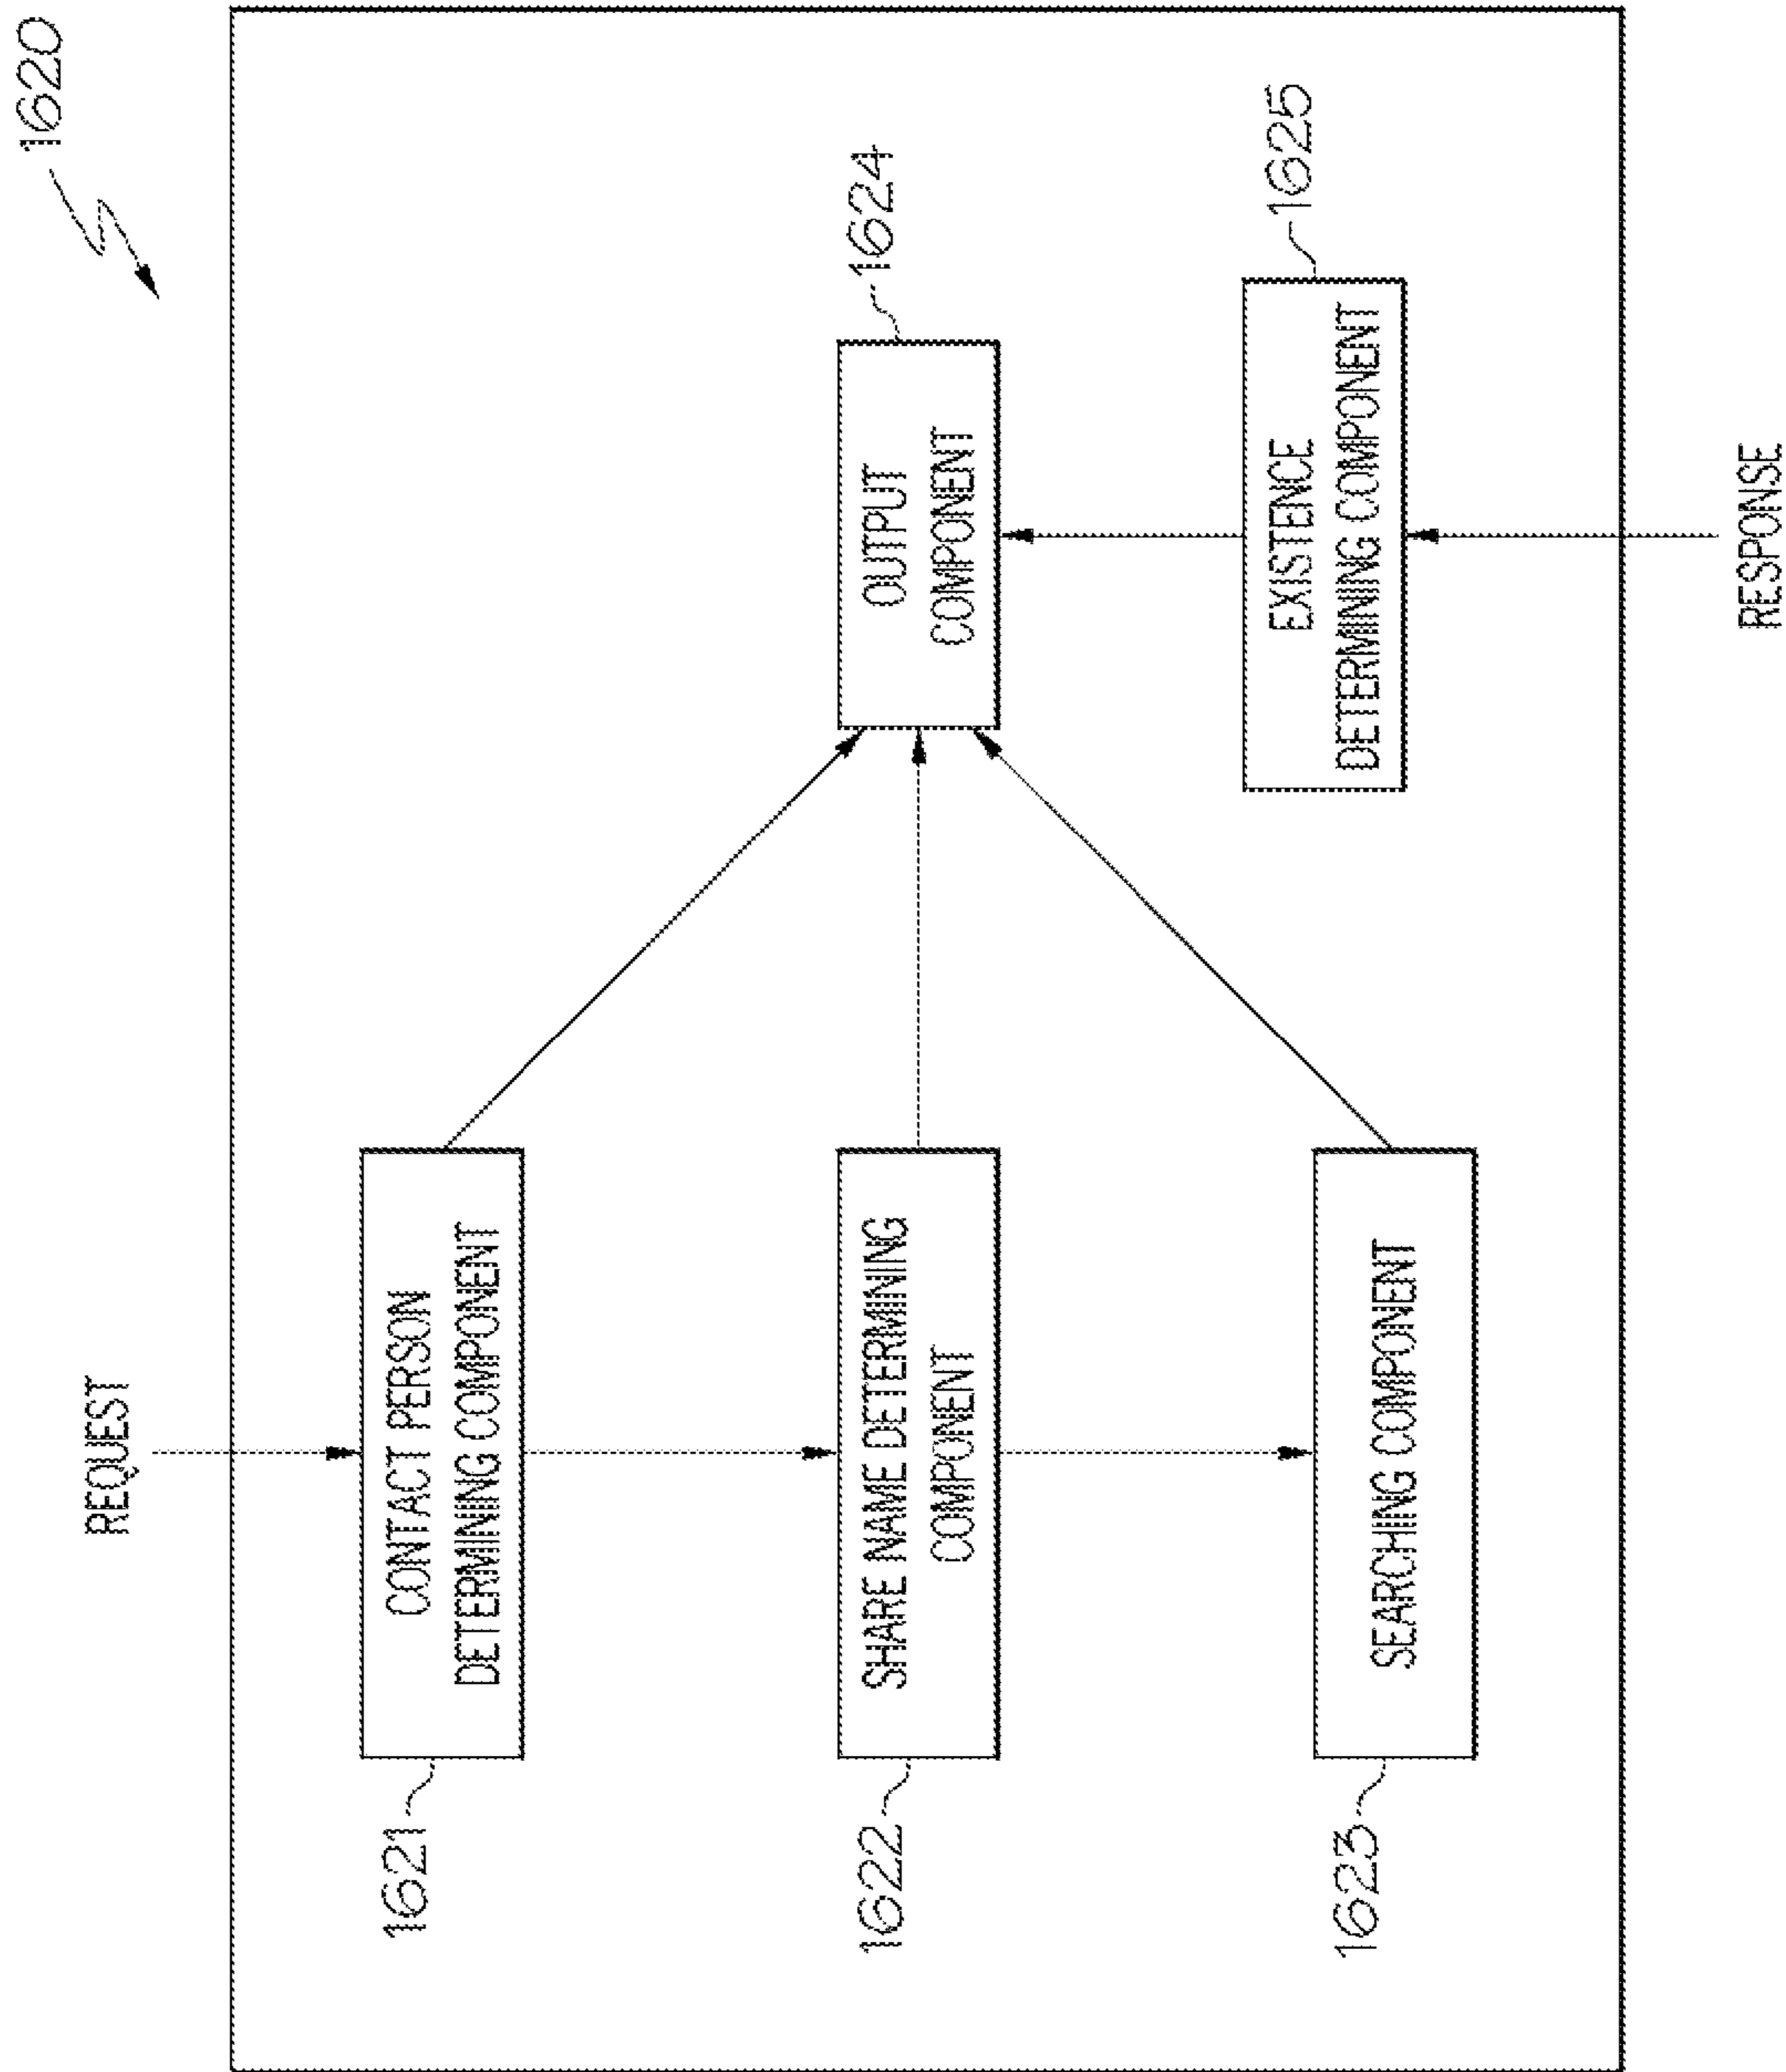 1620
REQUEST
1621
CONTACT PERSON
DETERMINING COMPONENT
1622
SHARE NAME DETERMINING
COMPONENT
1623
SEARCHING COMPONENT
OUTPUT
COMPONENT
1624
EXISTENCE
DETERMINING COMPONENT
1625
RESPONSE